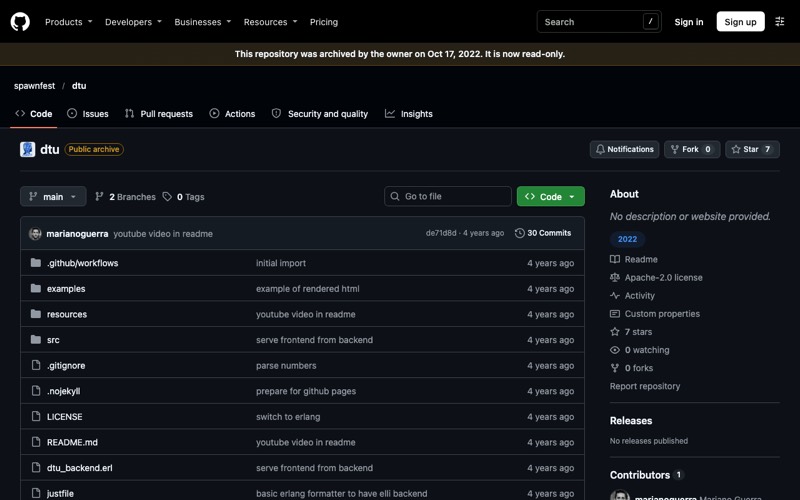 Products Developers Businesses Resources Pricing Search / Sign in Sign up
This repository was archived by the owner on Oct 17, 2022. It is now read-only.
spawnfest / dtu
Code Issues Pull requests Actions Security and quality Insights
dtu Public archive Notifications Fork 0 Star 7
main 2 Branches 0 Tags Go to file Code
marianoguerra youtube video in readme de71d8d · 4 years ago 30 Commits
.github/workflows initial import 4 years ago
examples example of rendered html 4 years ago
resources youtube video in readme 4 years ago
src serve frontend from backend 4 years ago
.gitignore parse numbers 4 years ago
.nojekyll prepare for github pages 4 years ago
LICENSE switch to erlang 4 years ago
README.md youtube video in readme 4 years ago
dtu_backend.erl serve frontend from backend 4 years ago
justfile basic erlang formatter to have elli backend 4 years ago
About
No description or website provided.
2022
Readme
Apache-2.0 license
Activity
Custom properties
7 stars
0 watching
0 forks
Report repository
Releases
No releases published
Contributors 1
marianoguerra Mariano Guerra